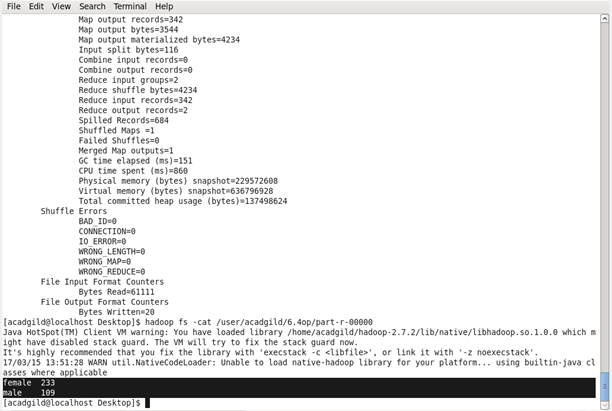 File Edit View Search Terminal Help
Map output records=342
Map output bytes=3544
Map output materialized bytes=4234
Input split bytes=116
Combine input records=0
Combine output records=0
Reduce input groups=2
Reduce shuffle bytes=4234
Reduce input records=342
Reduce output records=2
Spilled Records=684
Shuffled Maps =1
Failed Shuffles=0
Merged Map outputs=1
GC time elapsed (ms)=151
CPU time spent (ms)=860
Physical memory (bytes) snapshot=229572608
Virtual memory (bytes) snapshot=636796928
Total committed heap usage (bytes)=137498624
Shuffle Errors
BAD_ID=0
CONNECTION=0
IO_ERROR=0
WRONG_LENGTH=0
WRONG_MAP=0
WRONG_REDUCE=0
File Input Format Counters
Bytes Read=61111
File Output Format Counters
Bytes Written=20
[acadgild@localhost Desktop]$ hadoop fs -cat /user/acadgild/6.4op/part-r-00000
Java HotSpot(TM) Client VM warning: You have loaded library /home/acadgild/hadoop-2.7.2/lib/native/libhadoop.so.1.0.0 which m
ight have disabled stack guard. The VM will try to fix the stack guard now.
It's highly recommended that you fix the library with 'execstack -c <libfile>', or link it with '-z noexecstack'.
17/03/15 13:51:28 WARN util.NativeCodeLoader: Unable to load native-hadoop library for your platform... using builtin-java cl
asses where applicable
female 233
male 109
[acadgild@localhost Desktop]$